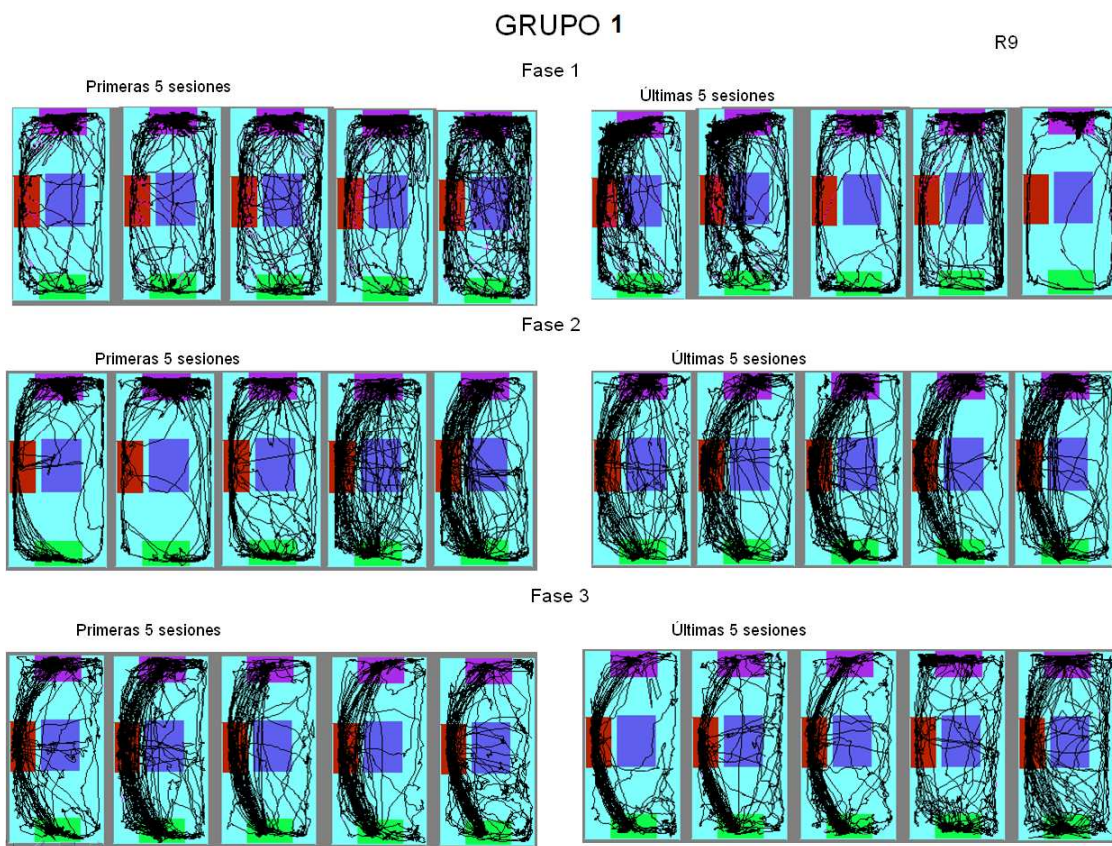 GRUPO 1
R9
Fase 1
Primeras 5 sesiones
Últimas 5 sesiones
Fase 2
Primeras 5 sesiones
Últimas 5 sesiones
Fase 3
Primeras 5 sesiones
Últimas 5 sesiones